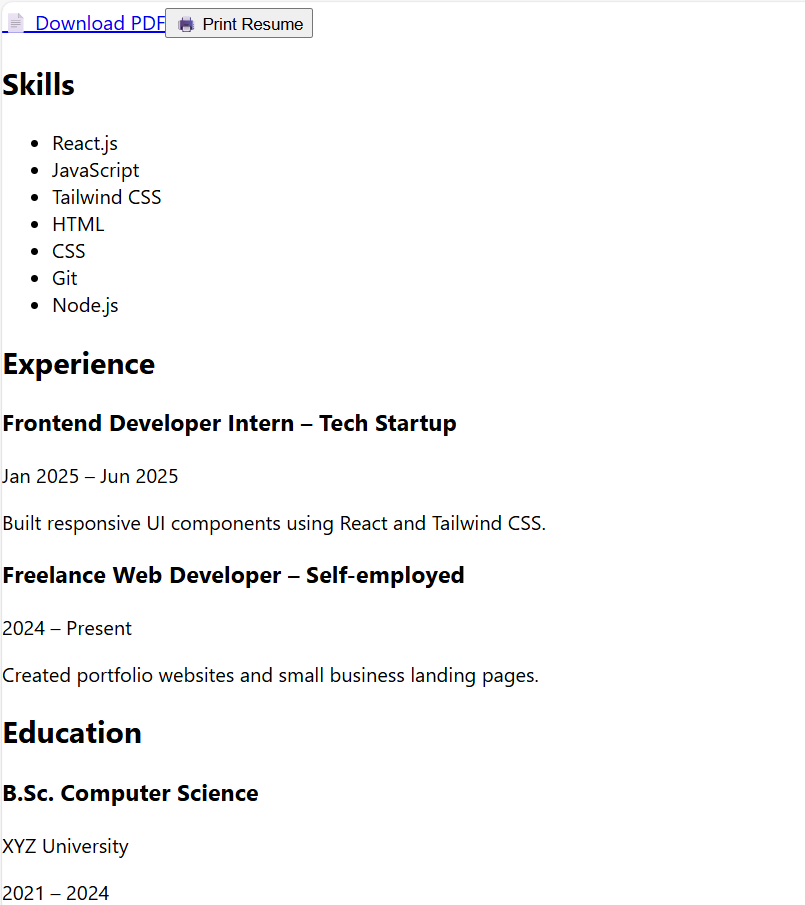 Download PDF Print Resume
Skills
React.js
JavaScript
Tailwind CSS
HTML
CSS
Git
Node.js
Experience
Frontend Developer Intern – Tech Startup
Jan 2025 – Jun 2025
Built responsive UI components using React and Tailwind CSS.
Freelance Web Developer – Self-employed
2024 – Present
Created portfolio websites and small business landing pages.
Education
B.Sc. Computer Science
XYZ University
2021 – 2024